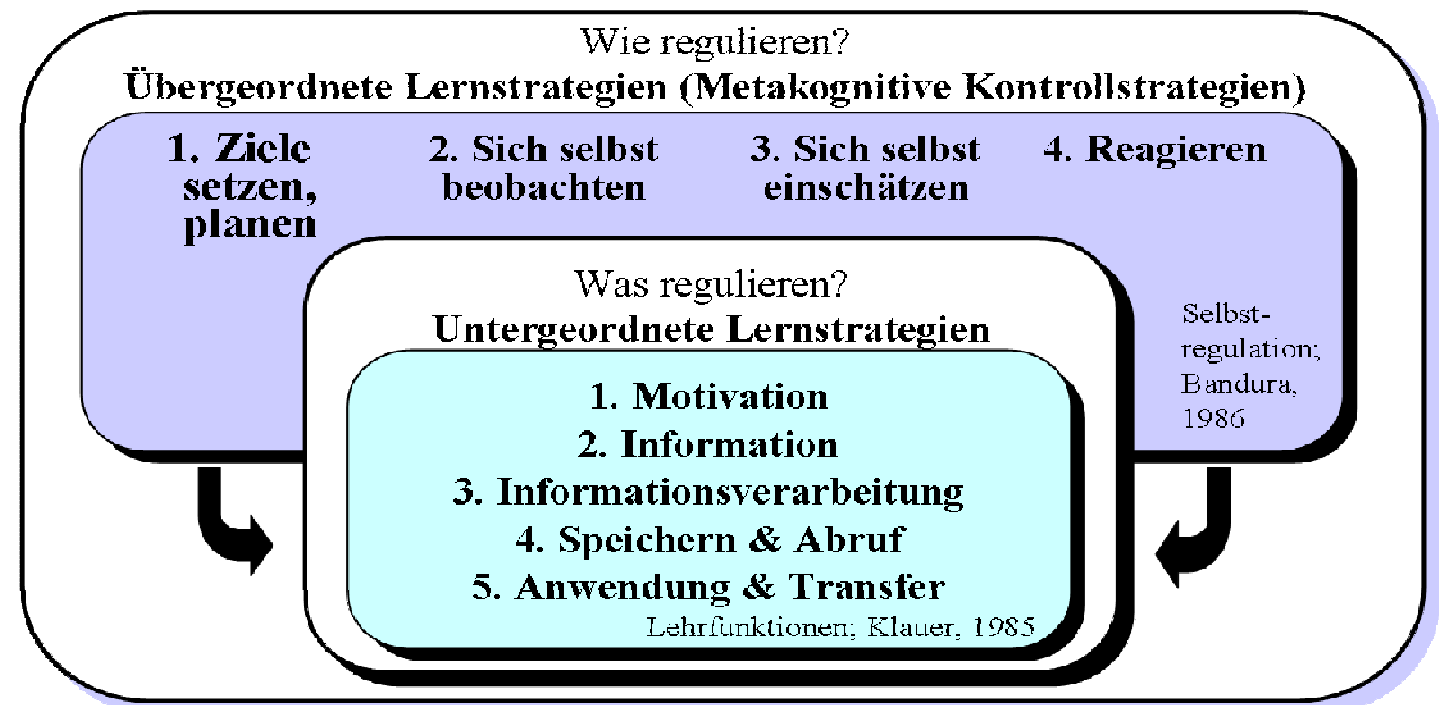 Wie regulieren?
Übergeordnete Lernstrategien (Metakognitive Kontrollstrategien)
1. Ziele
setzen,
planen
2. Sich selbst
beobachten
3. Sich selbst
einschätzen
4. Reagieren
Was regulieren?
Untergeordnete Lernstrategien
1. Motivation
2. Information
3. Informationsverarbeitung
4. Speichern & Abruf
5. Anwendung & Transfer
Lehrfunktionen; Klauer, 1985
Selbst-
regulation;
Bandura,
1986